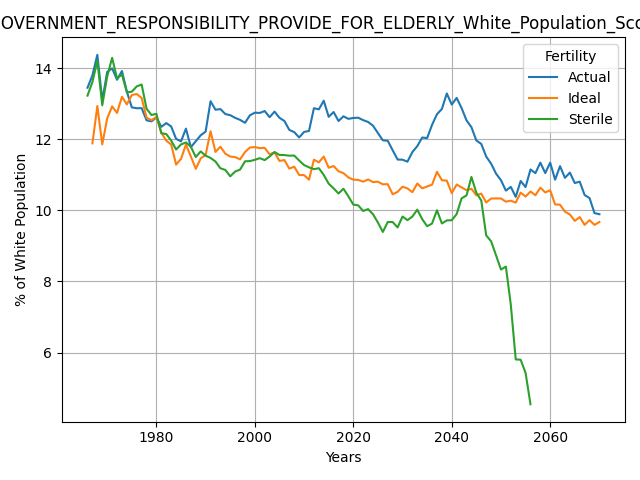 OVERNMENT_RESPONSIBILITY_PROVIDE_FOR_ELDERLY_White_Population_Sco
Fertility
Actual
Ideal
Sterile
% of White Population
14
12
10
8
6
1980
2000
2020
2040
2060
Years